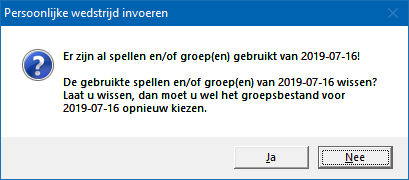 Persoonlijke wedstrijd invoeren
Er zijn al spellen en/of groep(en) gebruikt van 2019-07-16!
De gebruikte spellen en/of groep(en) van 2019-07-16 wissen?
Laat u wissen, dan moet u wel het groepsbestand voor
2019-07-16 opnieuw kiezen.
Ja
Nee